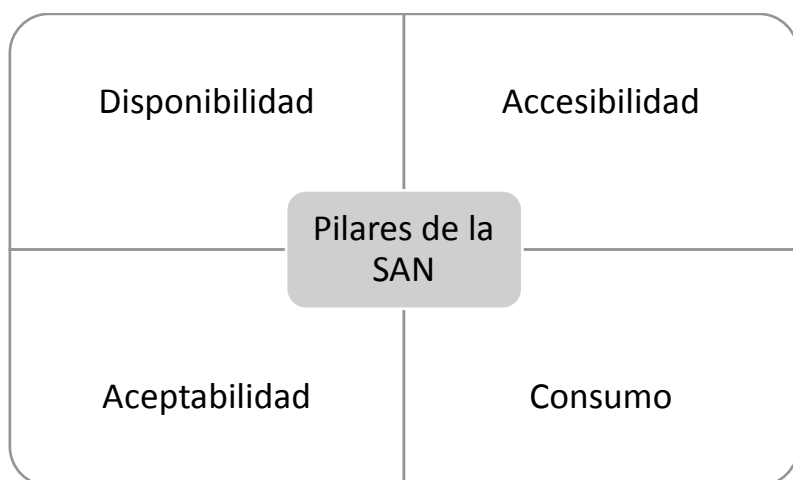 Disponibilidad
Accesibilidad
Pilares de la
SAN
Aceptabilidad
Consumo